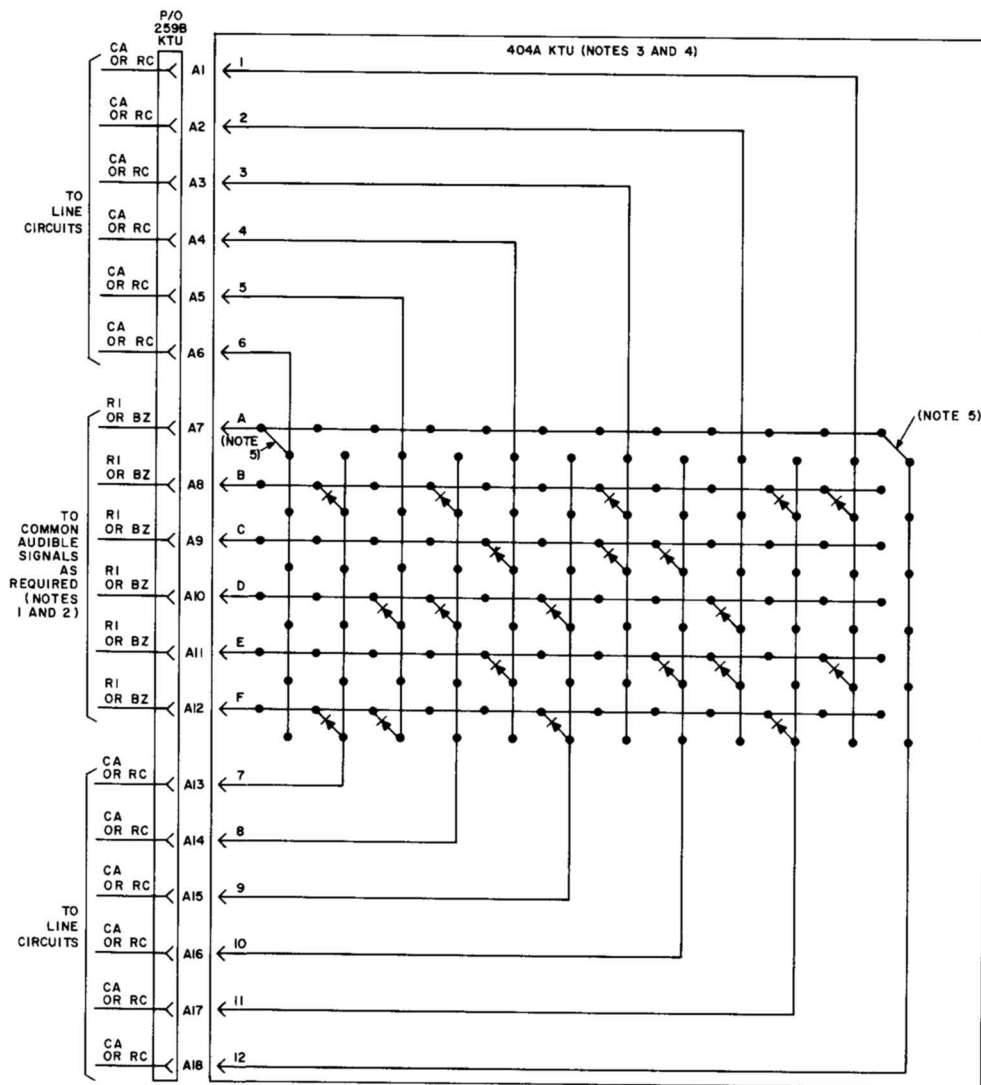 P/O
259B
KTU
404A KTU (NOTES 3 AND 4)
CA
OR RC
A1
1
CA
OR RC
A2
2
CA
OR RC
A3
3
TO
LINE
CIRCUITS
CA
OR RC
A4
4
CA
OR RC
A5
5
CA
OR RC
A6
6
RI
OR BZ
A7
A
(NOTE
5)
(NOTE 5)
RI
OR BZ
A8
B
TO
COMMON
AUDIBLE
SIGNALS
AS
REQUIRED
(NOTES
1 AND 2)
RI
OR BZ
A9
C
RI
OR BZ
A10
D
RI
OR BZ
A11
E
RI
OR BZ
A12
F
CA
OR RC
A13
7
CA
OR RC
A14
8
CA
OR RC
A15
9
TO
LINE
CIRCUITS
CA
OR RC
A16
10
CA
OR RC
A17
11
CA
OR RC
A18
12